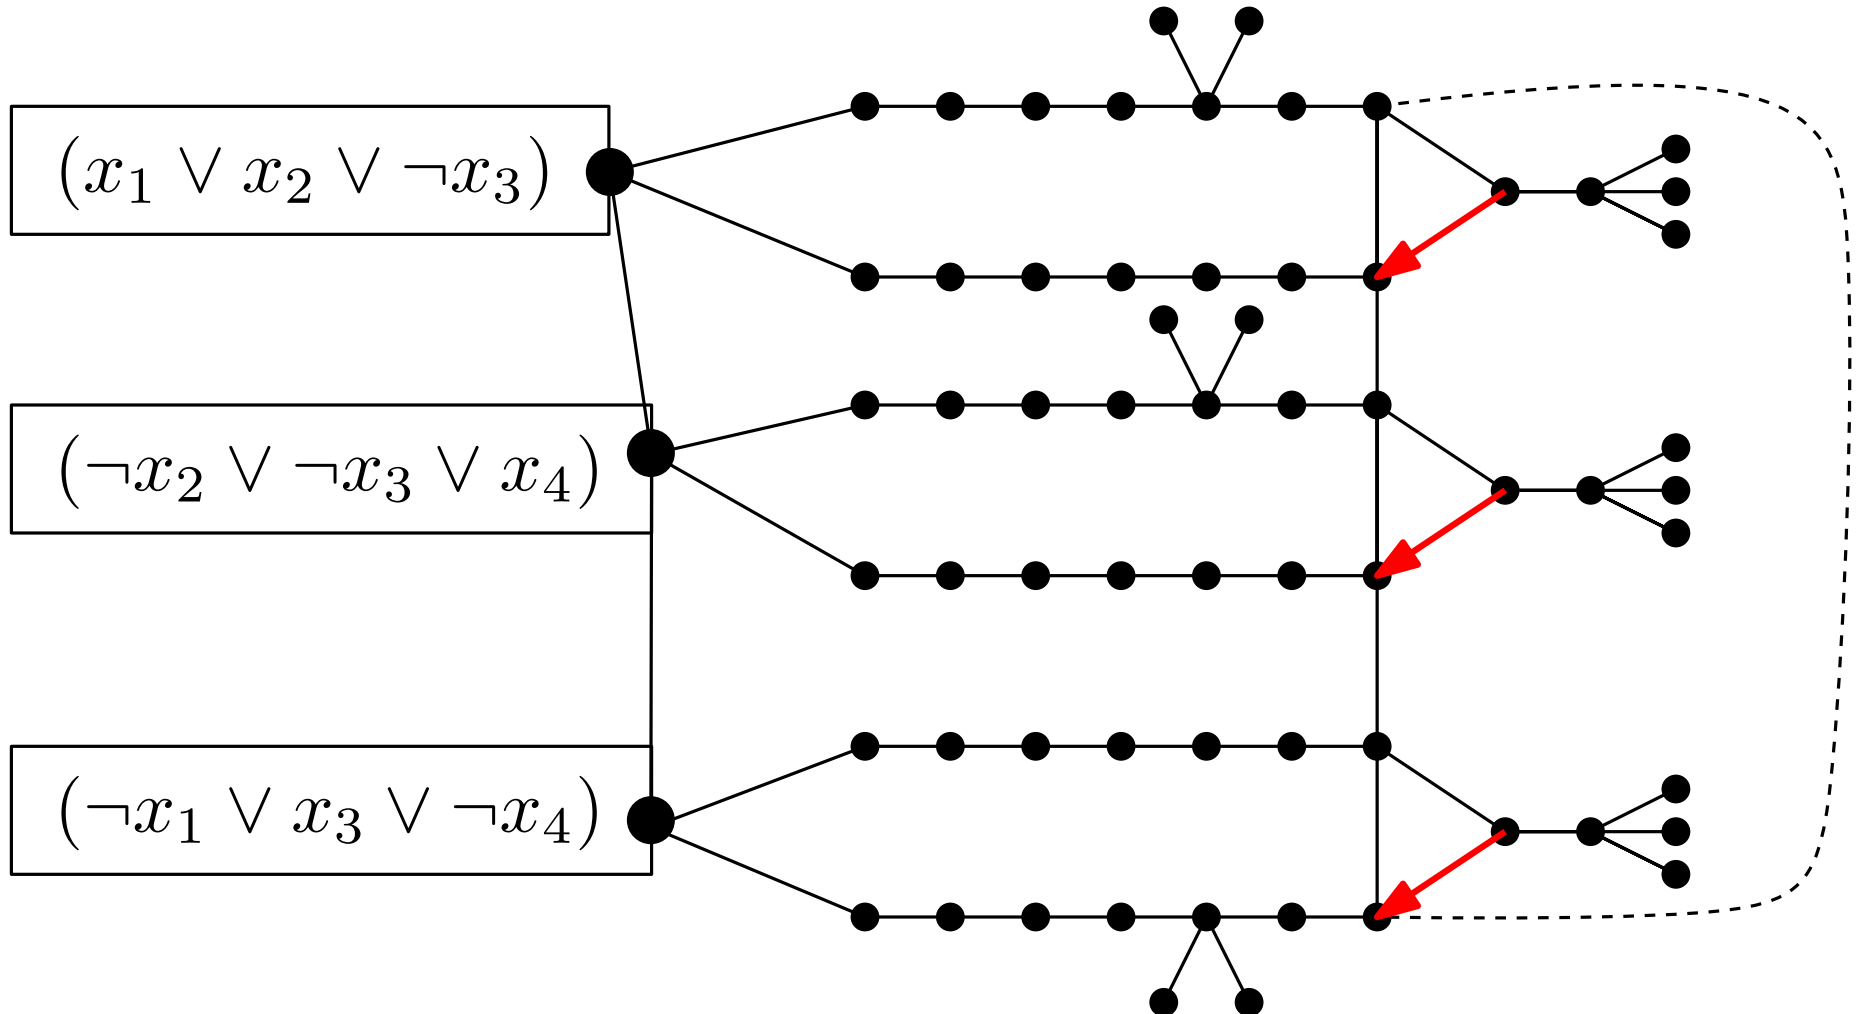 (x₁ ∨ x₂ ∨ ¬x₃)
(¬x₂ ∨ ¬x₃ ∨ x₄)
(¬x₁ ∨ x₃ ∨ ¬x₄)